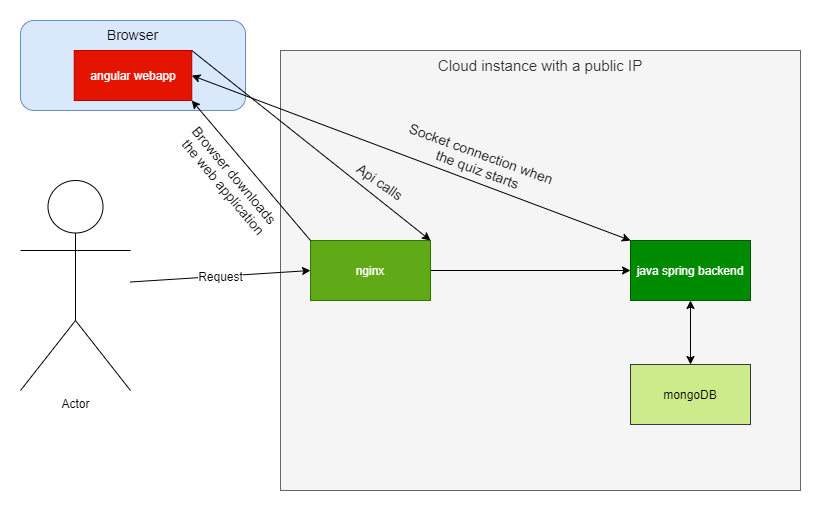 Browser
angular webapp
Cloud instance with a public IP
Socket connection when
the quiz starts
Browser downloads
the web application
Api calls
Request
nginx
java spring backend
mongoDB
Actor